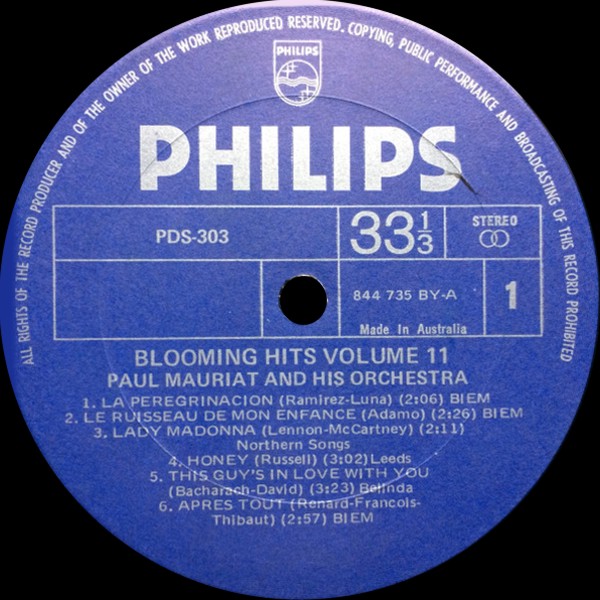 ALL RIGHTS OF THE RECORD PRODUCER AND OF THE OWNER OF THE WORK REPRODUCED RESERVED. COPYING, PUBLIC PERFORMANCE AND BROADCASTING OF THIS RECORD PROHIBITED
PHILIPS
PHILIPS
PDS-303
33⅓
STEREO
844 735 BY-A
1
Made In Australia
BLOOMING HITS VOLUME 11
PAUL MAURIAT AND HIS ORCHESTRA
1. LA PEREGRINACION (Ramirez-Luna) (2:06) BIEM
2. LE RUISSEAU DE MON ENFANCE (Adamo) (2:26) BIEM
3. LADY MADONNA (Lennon-McCartney) (2:11)
Northern Songs
4. HONEY (Russell) (3:02) Leeds
5. THIS GUY'S IN LOVE WITH YOU
(Bacharach-David) (3:23) Belinda
6. APRES TOUT (Renard-Francois-
Thibaut) (2:57) BIEM